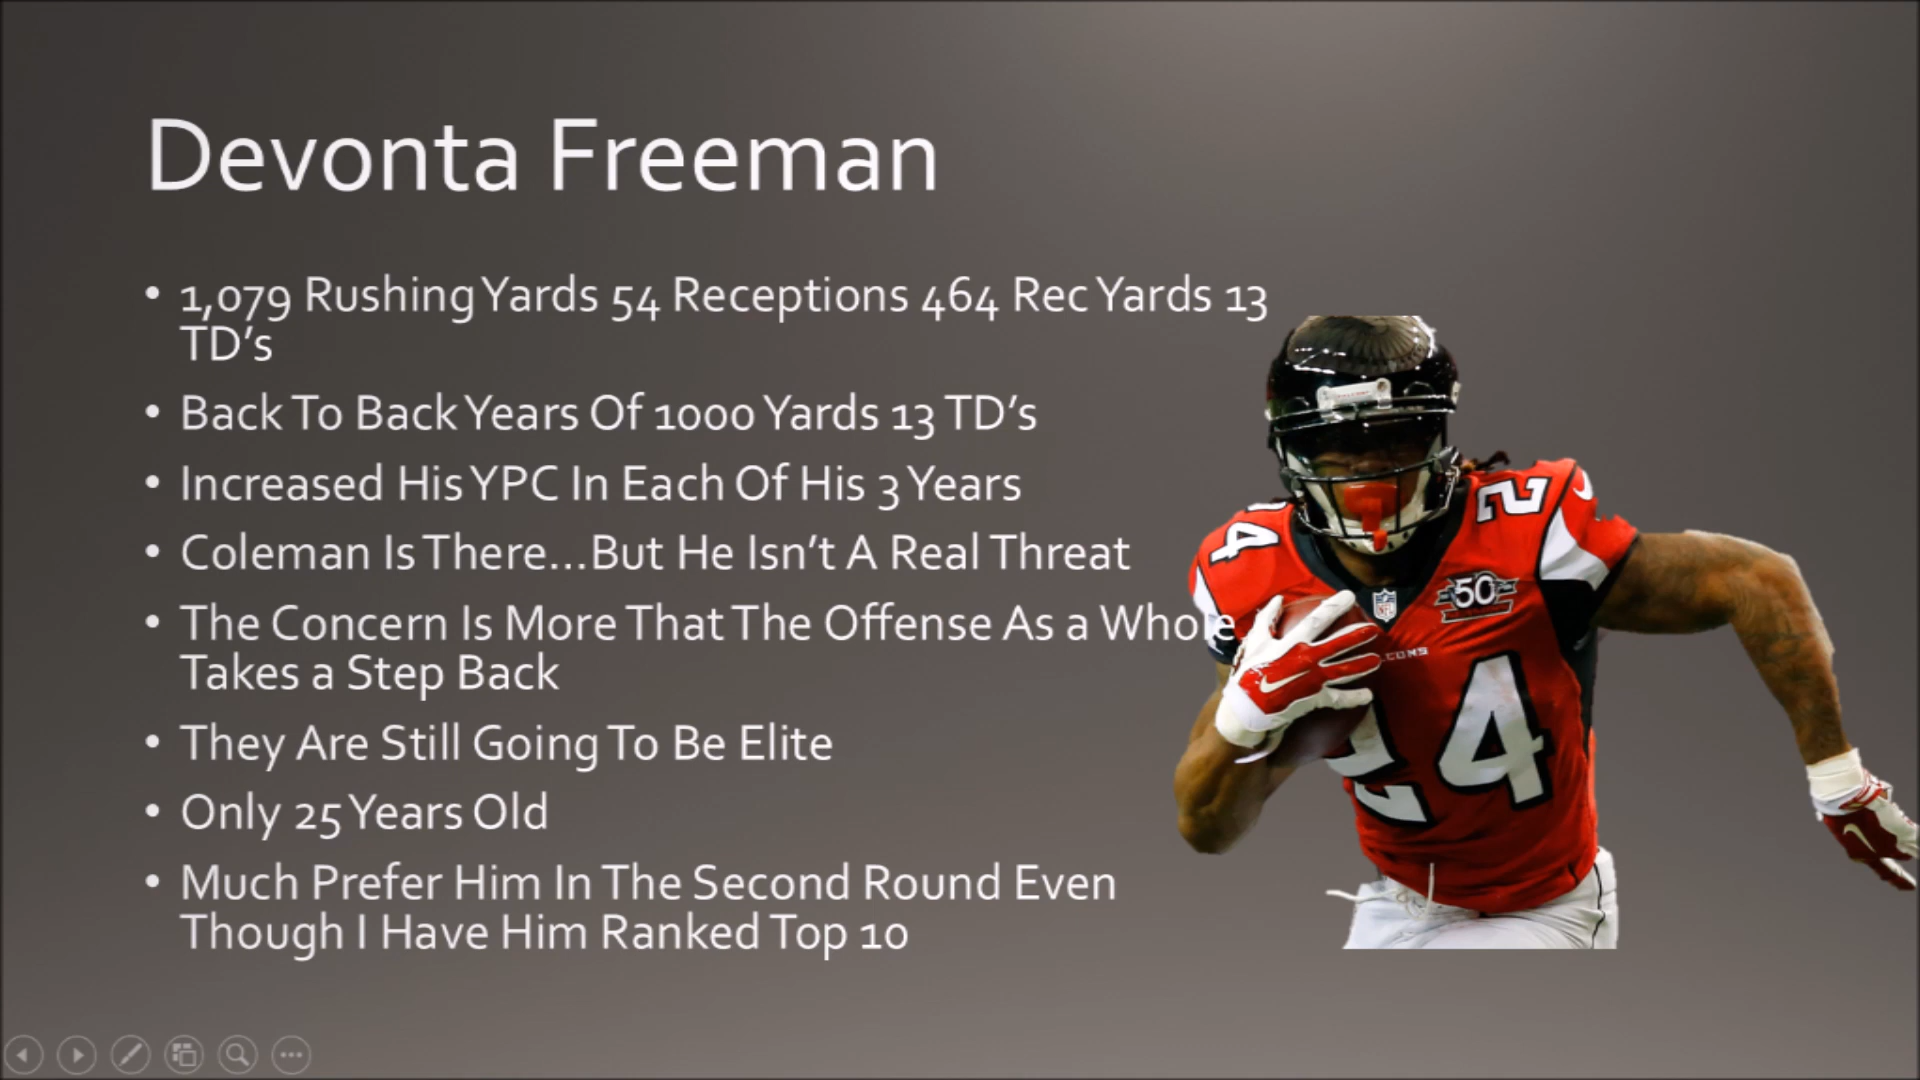 Devonta Freeman
• 1,079 Rushing Yards 54 Receptions 464 Rec Yards 13
TD's
• Back To Back Years Of 1000 Yards 13 TD's
• Increased His YPC In Each Of His 3 Years
• Coleman Is There...But He Isn't A Real Threat
• The Concern Is More That The Offense As a Whole
Takes a Step Back
• They Are Still Going To Be Elite
• Only 25 Years Old
• Much Prefer Him In The Second Round Even
Though I Have Him Ranked Top 10
24
2
50
NFL
24